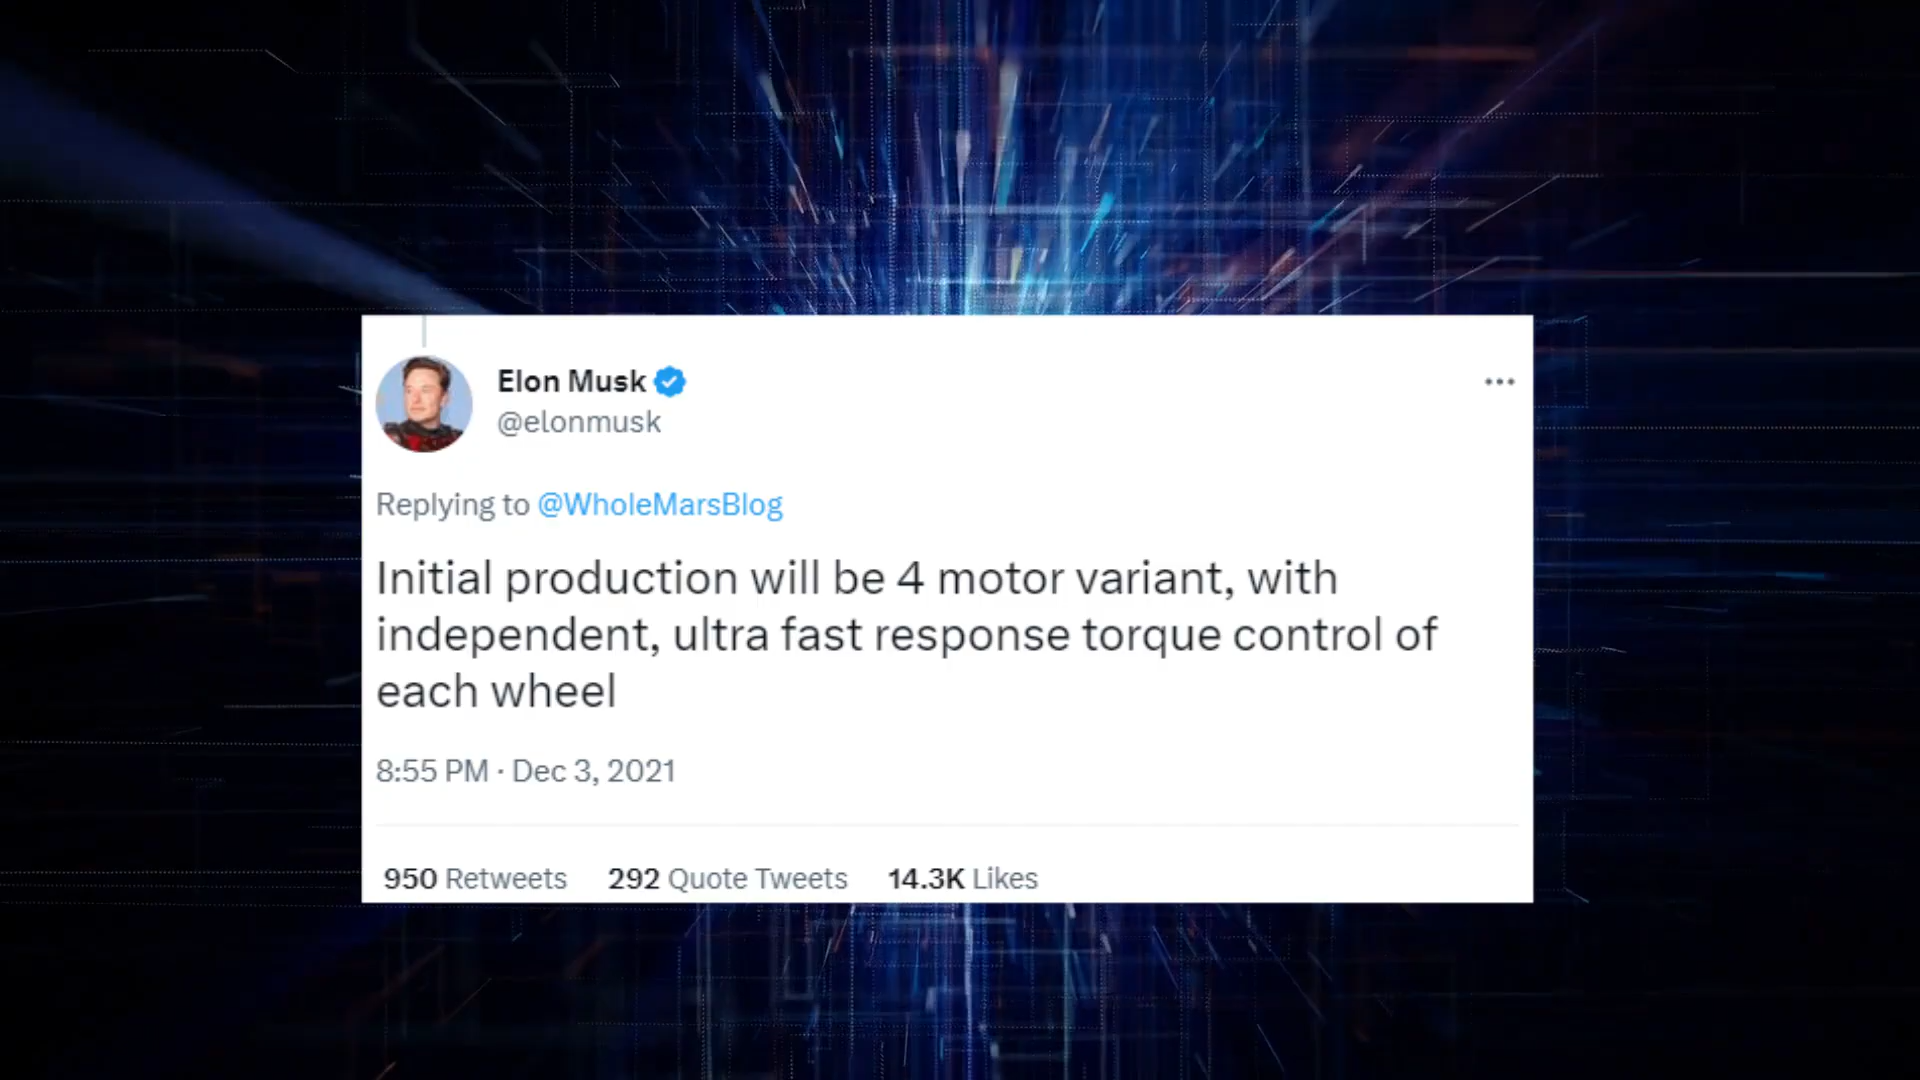 Elon Musk
@elonmusk
Replying to @WholeMarsBlog
Initial production will be 4 motor variant, with
independent, ultra fast response torque control of
each wheel
8:55 PM · Dec 3, 2021
950 Retweets 292 Quote Tweets 14.3K Likes